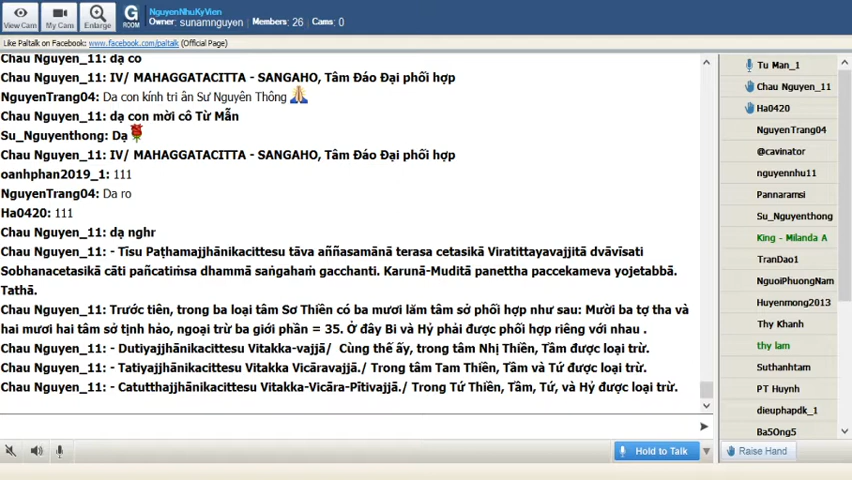 View Cam
My Cam
Enlarge
G
ROOM
NguyenNhuKyVien
Owner: sunamnguyen Members: 26 Cams: 0
Like Paltalk on Facebook: www.facebook.com/paltalk (Official Page)
Chau Nguyen_11: dạ co
Chau Nguyen_11: IV/ MAHAGGATACITTA - SANGAHO, Tâm Đáo Đại phối hợp
NguyenTrang04: Da con kính tri ân Sư Nguyên Thông
Chau Nguyen_11: dạ con mời cô Từ Mẫn
Su_Nguyenthong: Dạ
Chau Nguyen_11: IV/ MAHAGGATACITTA - SANGAHO, Tâm Đáo Đại phối hợp
oanhphan2019_1: 111
NguyenTrang04: Da ro
Ha0420: 111
Chau Nguyen_11: dạ nghr
Chau Nguyen_11: - Tīsu Paṭhamajjhānikacittesu tāva aññasamānā terasa cetasikā Viratittayavajjitā dvāvīsati
Sobhanacetasikā cāti pañcatiṁsa dhammā saṅgahaṁ gacchanti. Karunā-Muditā panettha paccekameva yojetabbā.
Tathā.
Chau Nguyen_11: Trước tiên, trong ba loại tâm Sơ Thiền có ba mươi lăm tâm sở phối hợp như sau: Mười ba tợ tha và
hai mươi hai tâm sở tịnh hảo, ngoại trừ ba giới phần = 35. Ở đây Bi và Hỷ phải được phối hợp riêng với nhau .
Chau Nguyen_11: - Dutiyajjhānikacittesu Vitakka-vajjā/ Cùng thế ấy, trong tâm Nhị Thiền, Tầm được loại trừ.
Chau Nguyen_11: - Tatiyajjhānikacittesu Vitakka Vicāravajjā./ Trong tâm Tam Thiền, Tầm và Tứ được loại trừ.
Chau Nguyen_11: - Catutthajjhānikacittesu Vitakka-Vicāra-Pītivajjā./ Trong Tứ Thiền, Tầm, Tứ, và Hỷ được loại trừ.
Hold to Talk
Tu Man_1
Chau Nguyen_11
Ha0420
NguyenTrang04
@cavinator
nguyennhu11
Pannaramsi
Su_Nguyenthong
King - Milanda A
TranDao1
NguoiPhuongNam
Huyenmong2013
Thy Khanh
thy lam
Suthanhtam
PT Huynh
dieuphapdk_1
Ba5Ong5
Raise Hand